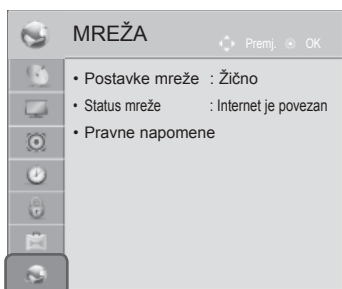 MREŽA
Premj. OK
• Postavke mreže : Žično
• Status mreže : Internet je povezan
• Pravne napomene